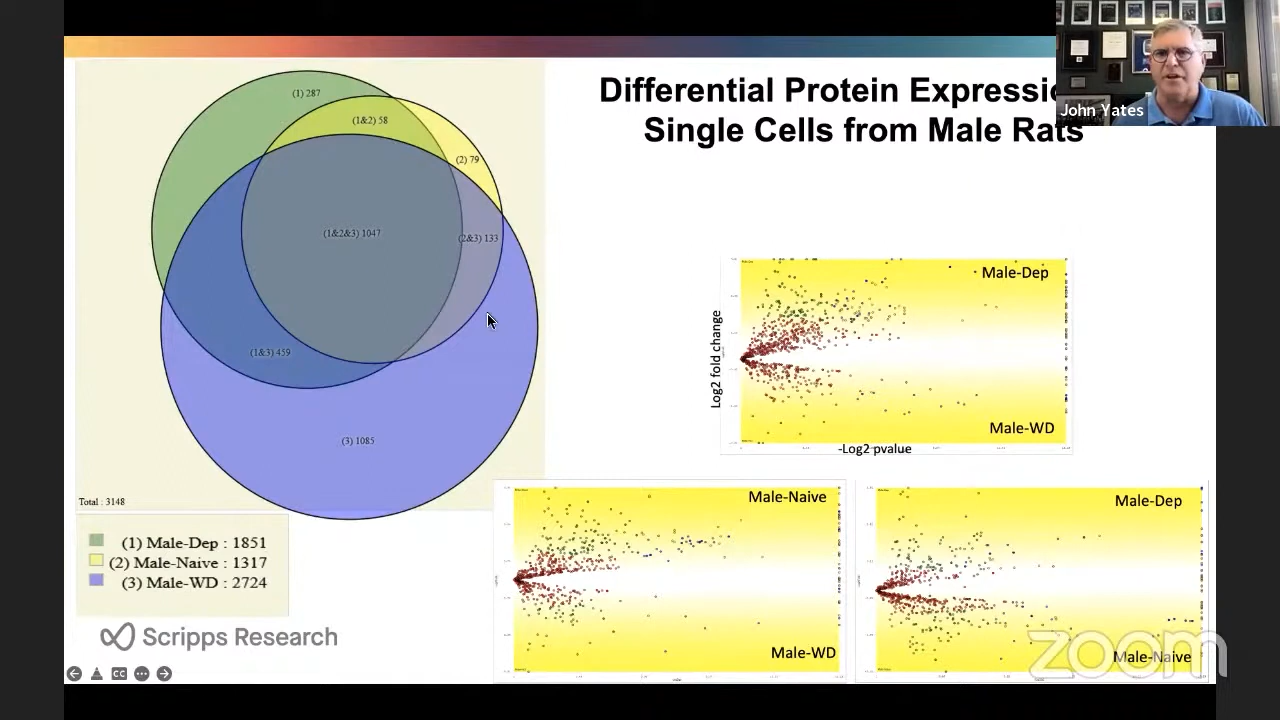 Differential Protein Expressio
Single Cells from Male Rats
John Yates
(1) 287
(1&2) 58
(2) 79
(1&2&3) 1047
(2&3) 133
(1&3) 459
(3) 1085
Total : 3148
(1) Male-Dep : 1851
(2) Male-Naive : 1317
(3) Male-WD : 2724
Scripps Research
CC
Male-Dep
Log2 fold change
Male-WD
-Log2 pvalue
Male-Naive
Male-WD
Male-Dep
Male-Naive
zoom